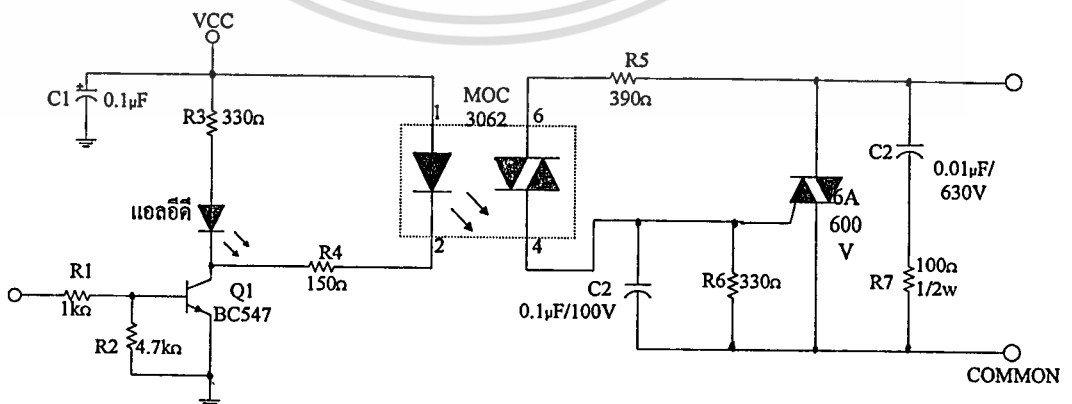 VCC
C1
0.1μF
R3
330Ω
แอลอีดี
R1
1kΩ
R2
4.7kΩ
Q1
BC547
R4
150Ω
1
2
MOC
3062
6
4
R5
390Ω
C2
0.1μF/100V
R6
330Ω
6A
600
V
C2
0.01μF/
630V
R7
100Ω
1/2w
COMMON